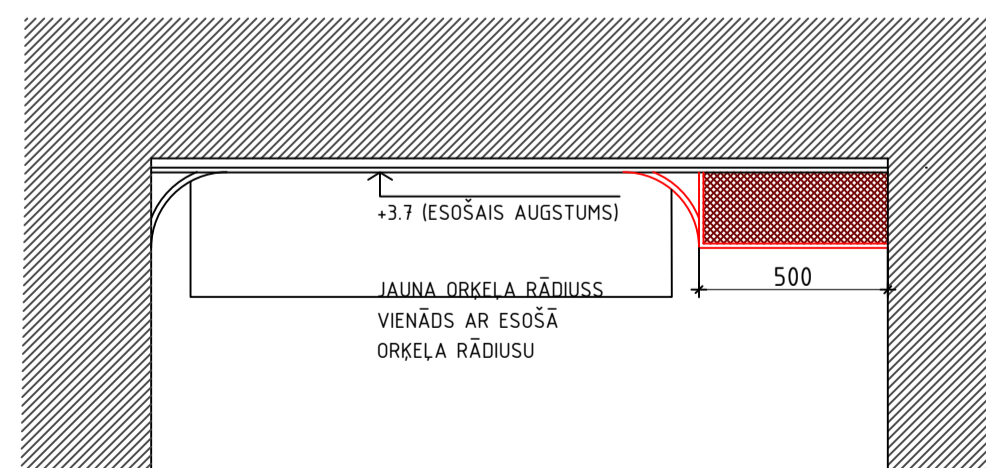 +3.7 (ESOŠAIS AUGSTUMS)
500
JAUNA ORĶEĻA RĀDIUSS
VIENĀDS AR ESOŠĀ
ORĶEĻA RĀDIUSU